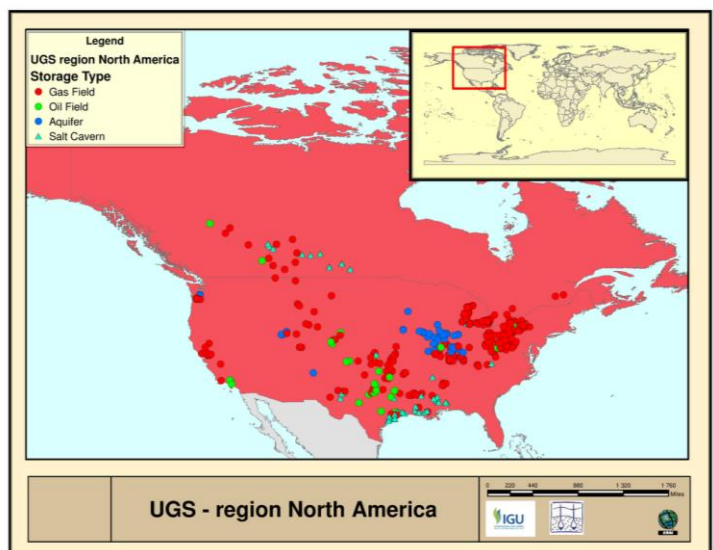 Legend
UGS region North America
Storage Type
Gas Field
Oil Field
Aquifer
Salt Cavern
UGS - region North America
0 220 440 880 1 320 1 760
Miles
IGU